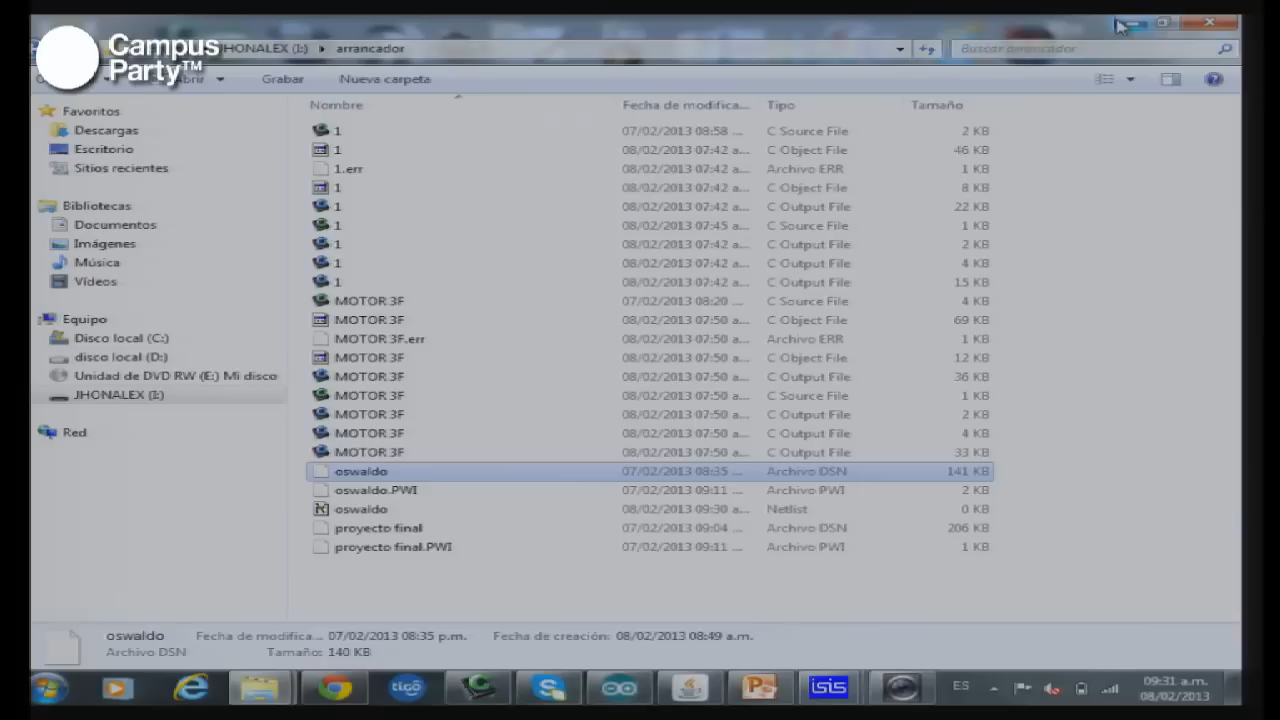 Campus
Party™
JHONALEX (I:) ▸ arrancador
Buscar arrancador
Grabar
Nueva carpeta
Nombre Fecha de modifica... Tipo Tamaño
Favoritos
Descargas
Escritorio
Sitios recientes
Bibliotecas
Documentos
Imágenes
Música
Vídeos
Equipo
Disco local (C:)
disco local (D:)
Unidad de DVD RW (E:) Mi disco
JHONALEX (I:)
Red
1 07/02/2013 08:58 ... C Source File 2 KB
1 08/02/2013 07:42 a... C Object File 46 KB
1.err 08/02/2013 07:42 a... Archivo ERR 1 KB
1 08/02/2013 07:42 a... C Object File 8 KB
1 08/02/2013 07:42 a... C Output File 22 KB
1 08/02/2013 07:45 a... C Source File 1 KB
1 08/02/2013 07:42 a... C Output File 2 KB
1 08/02/2013 07:42 a... C Output File 4 KB
1 08/02/2013 07:42 a... C Output File 15 KB
MOTOR 3F 07/02/2013 08:20 ... C Source File 4 KB
MOTOR 3F 08/02/2013 07:50 a... C Object File 69 KB
MOTOR 3F.err 08/02/2013 07:50 a... Archivo ERR 1 KB
MOTOR 3F 08/02/2013 07:50 a... C Object File 12 KB
MOTOR 3F 08/02/2013 07:50 a... C Output File 36 KB
MOTOR 3F 08/02/2013 07:50 a... C Source File 1 KB
MOTOR 3F 08/02/2013 07:50 a... C Output File 2 KB
MOTOR 3F 08/02/2013 07:50 a... C Output File 4 KB
MOTOR 3F 08/02/2013 07:50 a... C Output File 33 KB
oswaldo 07/02/2013 08:35 ... Archivo DSN 141 KB
oswaldo.PWI 07/02/2013 09:11 ... Archivo PWI 2 KB
oswaldo 08/02/2013 09:30 a... Netlist 0 KB
proyecto final 07/02/2013 09:04 ... Archivo DSN 206 KB
proyecto final.PWI 07/02/2013 09:11 ... Archivo PWI 1 KB
oswaldo Fecha de modifica... 07/02/2013 08:35 p.m. Fecha de creación: 08/02/2013 08:49 a.m.
Archivo DSN Tamaño: 140 KB
tigo
isis
ES
09:31 a.m.
08/02/2013